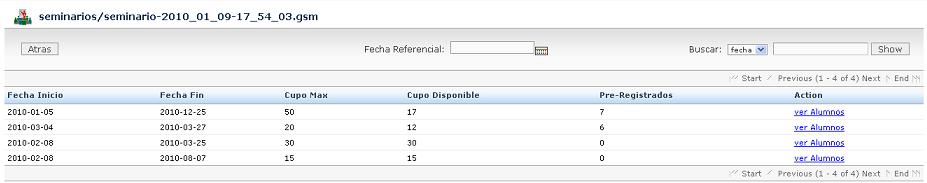 seminarios/seminario-2010_01_09-17_54_03.gsm
Atras Fecha Referencial: Buscar: fecha Show
Start Previous (1 - 4 of 4) Next End
Fecha Inicio Fecha Fin Cupo Max Cupo Disponible Pre-Registrados Action
2010-01-05 2010-12-25 50 17 7 ver Alumnos
2010-03-04 2010-03-27 20 12 6 ver Alumnos
2010-02-08 2010-03-25 30 30 0 ver Alumnos
2010-02-08 2010-08-07 15 15 0 ver Alumnos
Start Previous (1 - 4 of 4) Next End